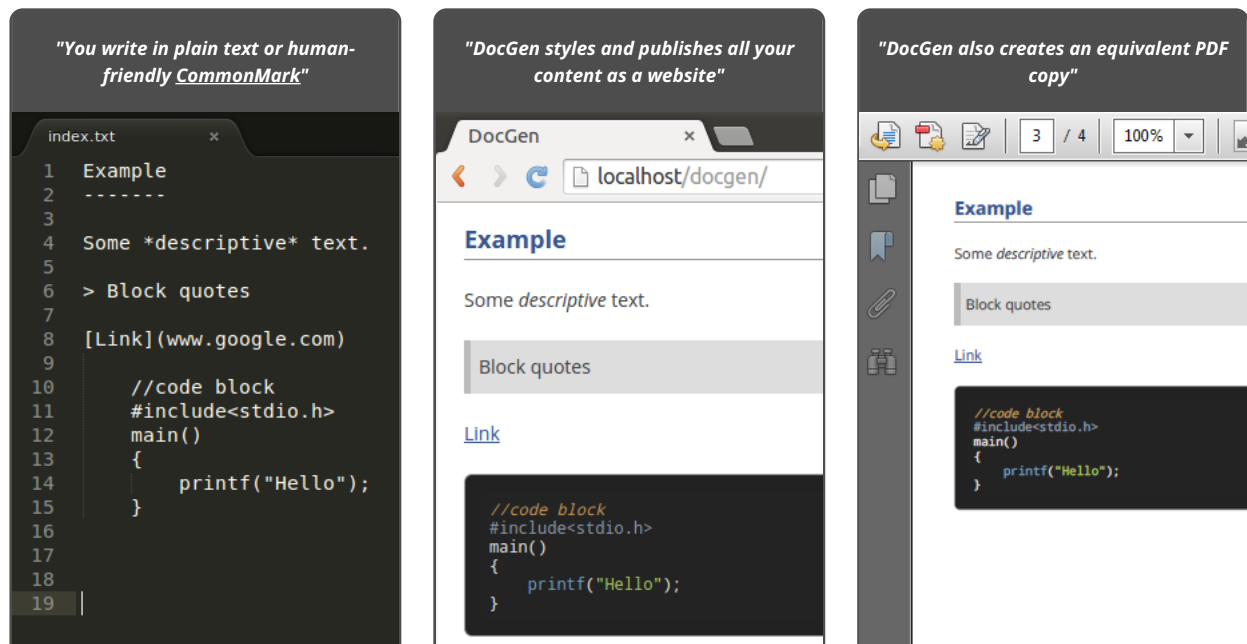 "You write in plain text or human-
friendly CommonMark"
index.txt ×
1 Example
2 -------
3
4 Some *descriptive* text.
5
6 > Block quotes
7
8 [Link](www.google.com)
9
10     //code block
11     #include<stdio.h>
12     main()
13     {
14         printf("Hello");
15     }
16
17
18
19
"DocGen styles and publishes all your
content as a website"
DocGen ×
localhost/docgen/
Example
Some descriptive text.
Block quotes
Link
//code block
#include<stdio.h>
main()
{
    printf("Hello");
}
"DocGen also creates an equivalent PDF
copy"
3 / 4 100%
Example
Some descriptive text.
Block quotes
Link
//code block
#include<stdio.h>
main()
{
    printf("Hello");
}